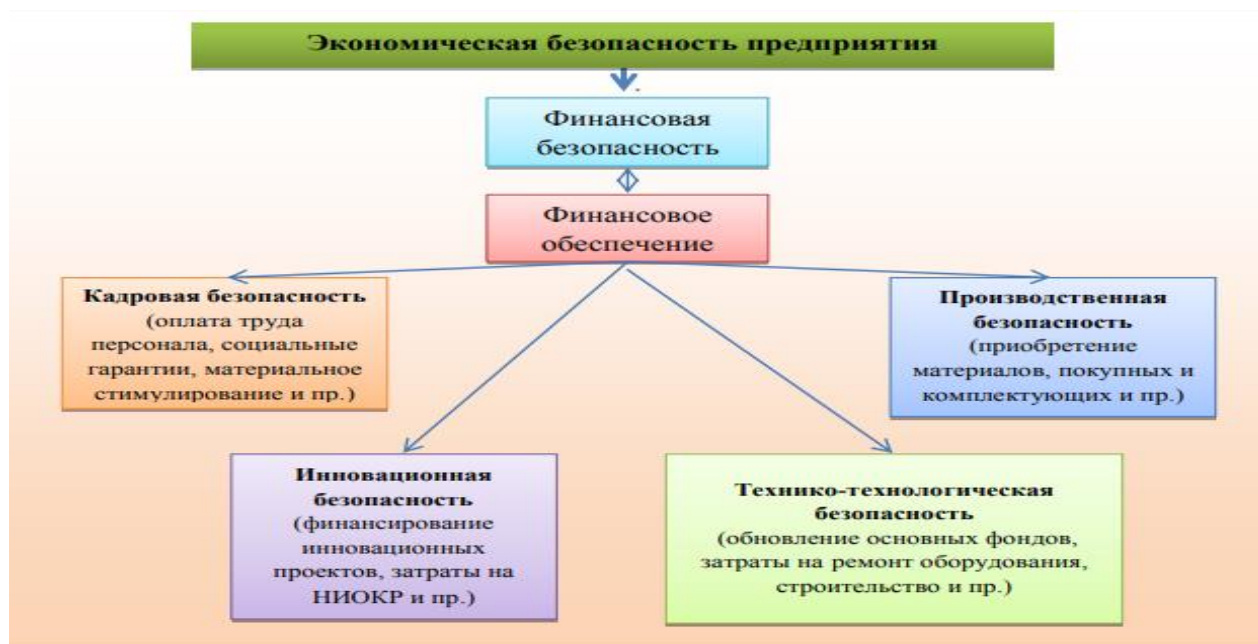 Экономическая безопасность предприятия
Финансовая
безопасность
Финансовое
обеспечение
Кадровая безопасность
(оплата труда
персонала, социальные
гарантии, материальное
стимулирование и пр.)
Производственная
безопасность
(приобретение
материалов, покупных и
комплектующих и пр.)
Инновационная
безопасность
(финансирование
инновационных
проектов, затраты на
НИОКР и пр.)
Технико-технологическая
безопасность
(обновление основных фондов,
затраты на ремонт оборудования,
строительство и пр.)